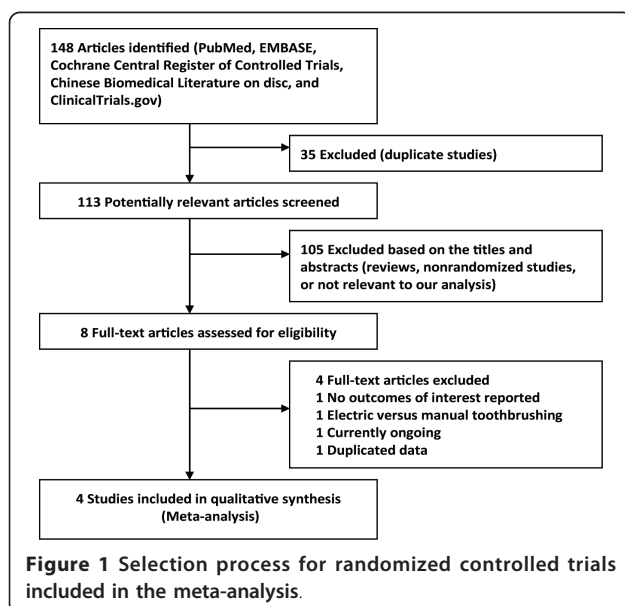 148 Articles identified (PubMed, EMBASE,
Cochrane Central Register of Controlled Trials,
Chinese Biomedical Literature on disc, and
ClinicalTrials.gov)
35 Excluded (duplicate studies)
113 Potentially relevant articles screened
105 Excluded based on the titles and
abstracts (reviews, nonrandomized studies,
or not relevant to our analysis)
8 Full-text articles assessed for eligibility
4 Full-text articles excluded
1 No outcomes of interest reported
1 Electric versus manual toothbrushing
1 Currently ongoing
1 Duplicated data
4 Studies included in qualitative synthesis
(Meta-analysis)
Figure 1 Selection process for randomized controlled trials
included in the meta-analysis.